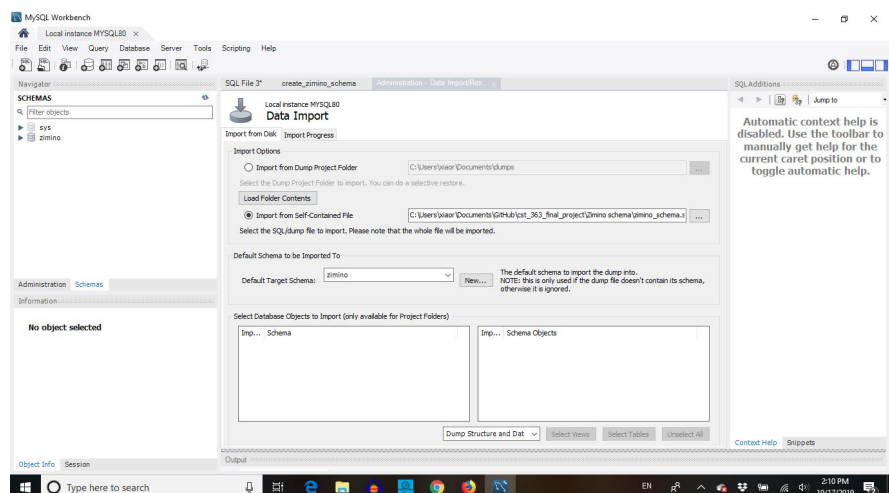 MySQL Workbench
Local instance MYSQL80 ×
File Edit View Query Database Server Tools Scripting Help
Navigator
SCHEMAS
Filter objects
sys
zimino
Administration Schemas
Information
No object selected
Object Info Session
SQL File 3* create_zimino_schema Administration - Data Import/Res... ×
Local instance MYSQL80
Data Import
Import from Disk Import Progress
Import Options
Import from Dump Project Folder C:\Users\xiaor\Documents\dumps ...
Select the Dump Project Folder to import. You can do a selective restore.
Load Folder Contents
Import from Self-Contained File C:\Users\xiaor\Documents\GitHub\cst_363_final_project\Zimino schema\zimino_schema.s ...
Select the SQL/dump file to import. Please note that the whole file will be imported.
Default Schema to be Imported To
Default Target Schema: zimino New... The default schema to import the dump into.
NOTE: this is only used if the dump file doesn't contain its schema,
otherwise it is ignored.
Select Database Objects to Import (only available for Project Folders)
Imp... Schema Imp... Schema Objects
Dump Structure and Dat Select Views Select Tables Unselect All
Output
SQLAdditions
Jump to
Automatic context help is
disabled. Use the toolbar to
manually get help for the
current caret position or to
toggle automatic help.
Context Help Snippets
Type here to search
EN
2:10 PM
10/17/2019